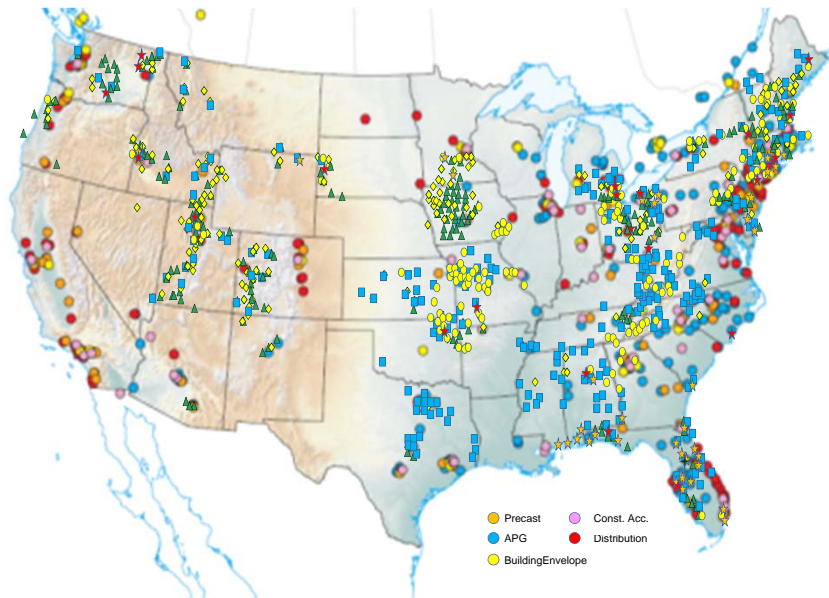 Precast
Const. Acc.
APG
Distribution
BuildingEnvelope